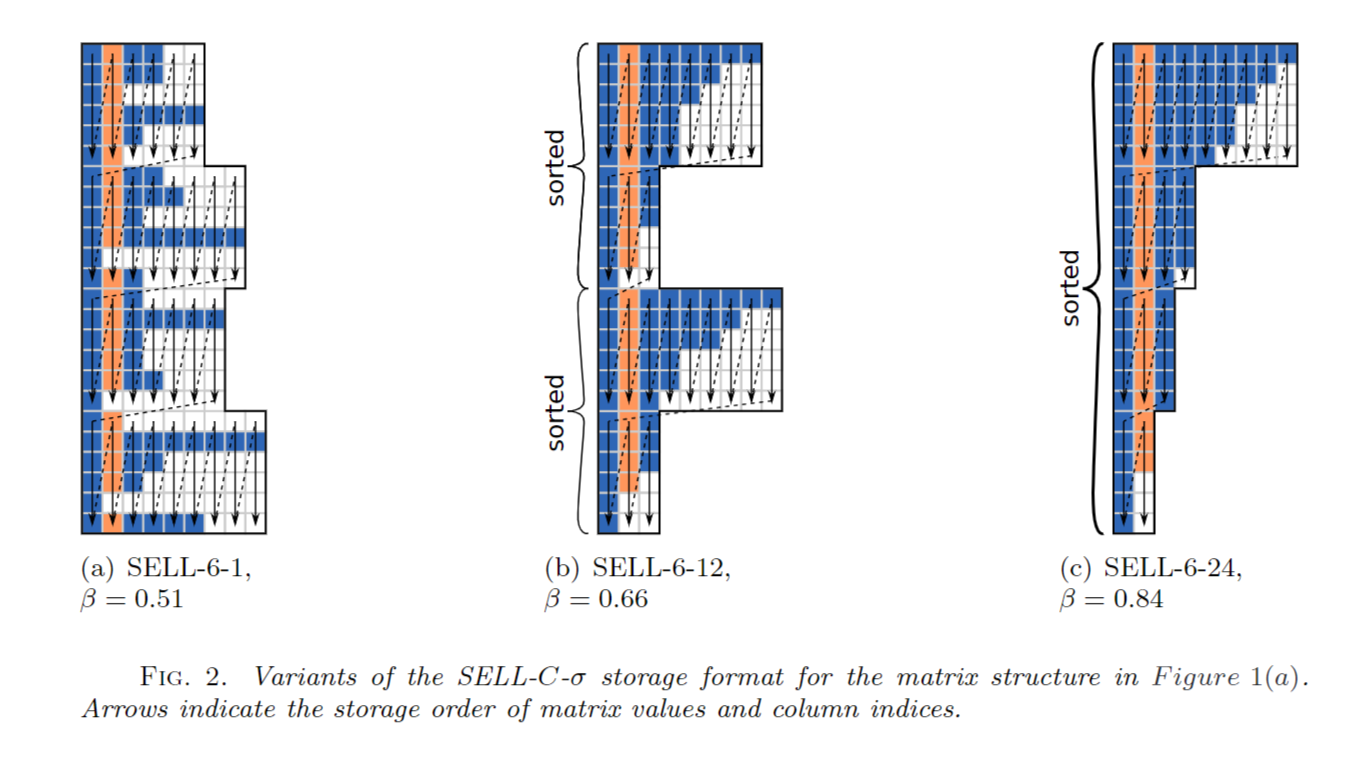 sorted
sorted
sorted
(a) SELL-6-1,
β = 0.51
(b) SELL-6-12,
β = 0.66
(c) SELL-6-24,
β = 0.84
FIG. 2. Variants of the SELL-C-σ storage format for the matrix structure in Figure 1(a).
Arrows indicate the storage order of matrix values and column indices.